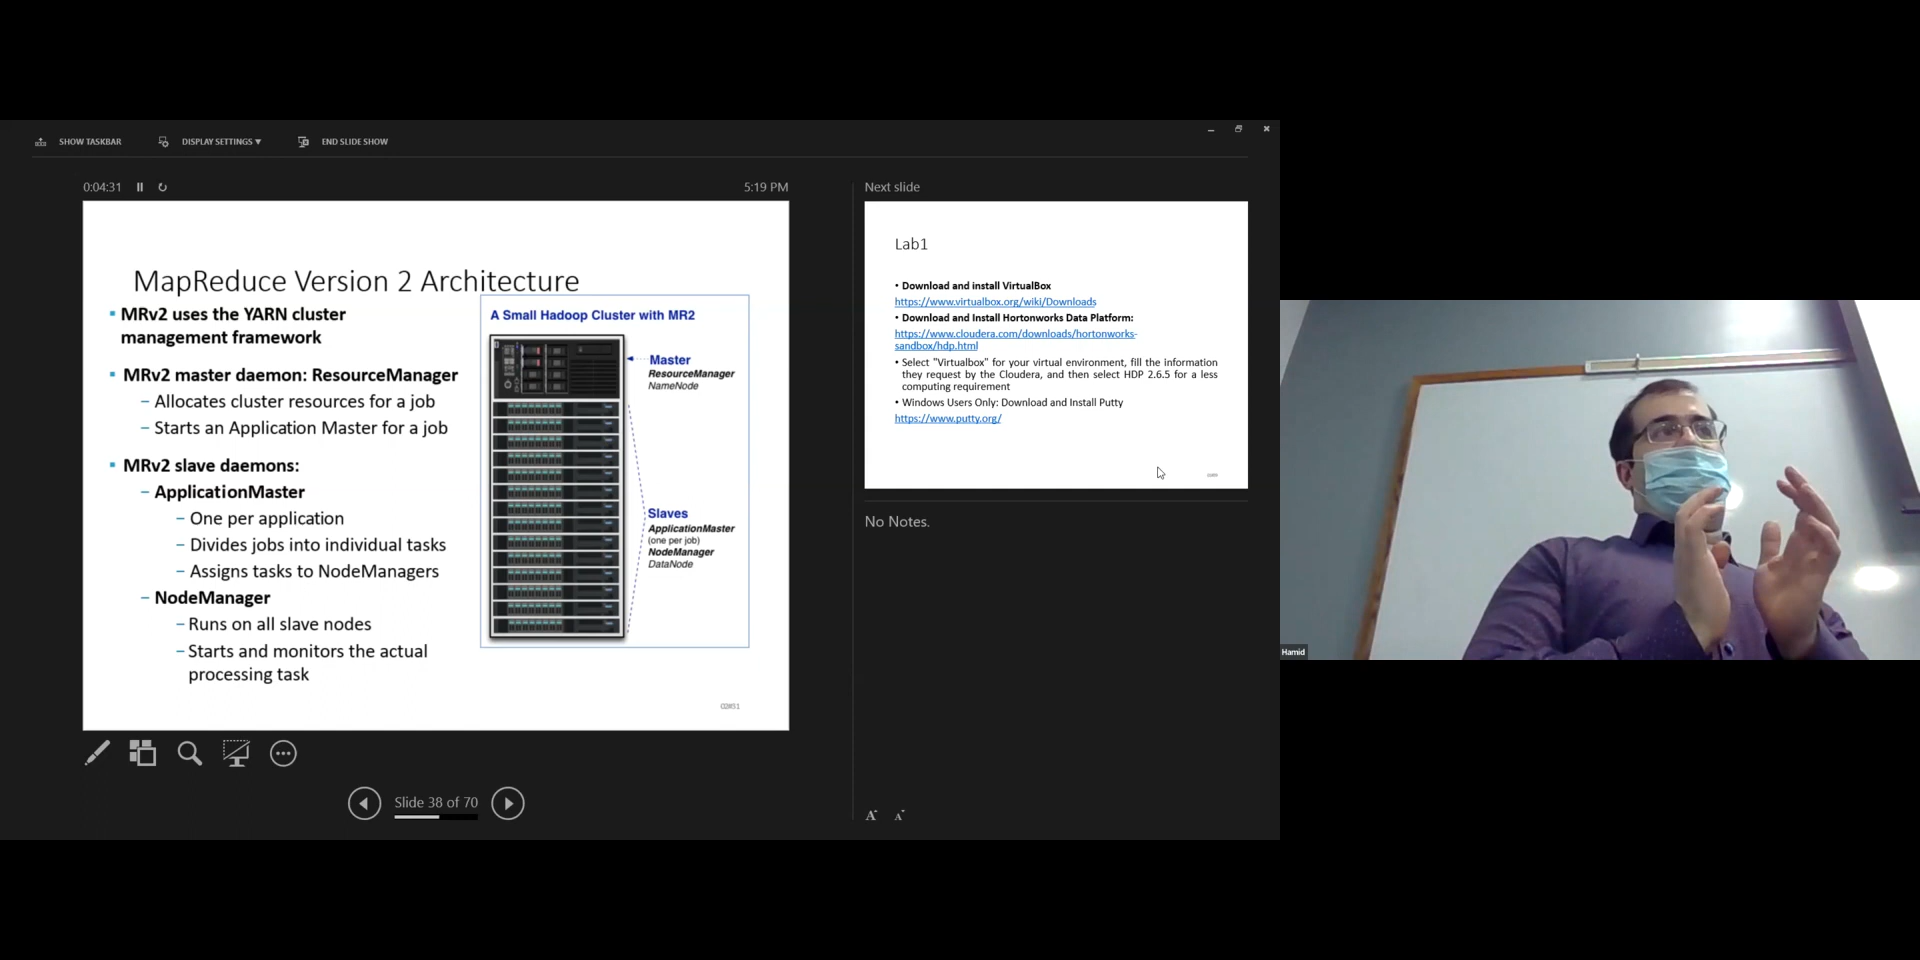 SHOW TASKBAR
DISPLAY SETTINGS ▼
END SLIDE SHOW
0:04:31
5:19 PM
MapReduce Version 2 Architecture
▪ MRv2 uses the YARN cluster
management framework
▪ MRv2 master daemon: ResourceManager
– Allocates cluster resources for a job
– Starts an Application Master for a job
▪ MRv2 slave daemons:
– ApplicationMaster
– One per application
– Divides jobs into individual tasks
– Assigns tasks to NodeManagers
– NodeManager
– Runs on all slave nodes
– Starts and monitors the actual
processing task
A Small Hadoop Cluster with MR2
Master
ResourceManager
NameNode
Slaves
ApplicationMaster
(one per job)
NodeManager
DataNode
Slide 38 of 70
Next slide
Lab1
• Download and install VirtualBox
https://www.virtualbox.org/wiki/Downloads
• Download and Install Hortonworks Data Platform:
https://www.cloudera.com/downloads/hortonworks-
sandbox/hdp.html
• Select "Virtualbox" for your virtual environment, fill the information
they request by the Cloudera, and then select HDP 2.6.5 for a less
computing requirement
• Windows Users Only: Download and Install Putty
https://www.putty.org/
No Notes.
A
A
Hamid